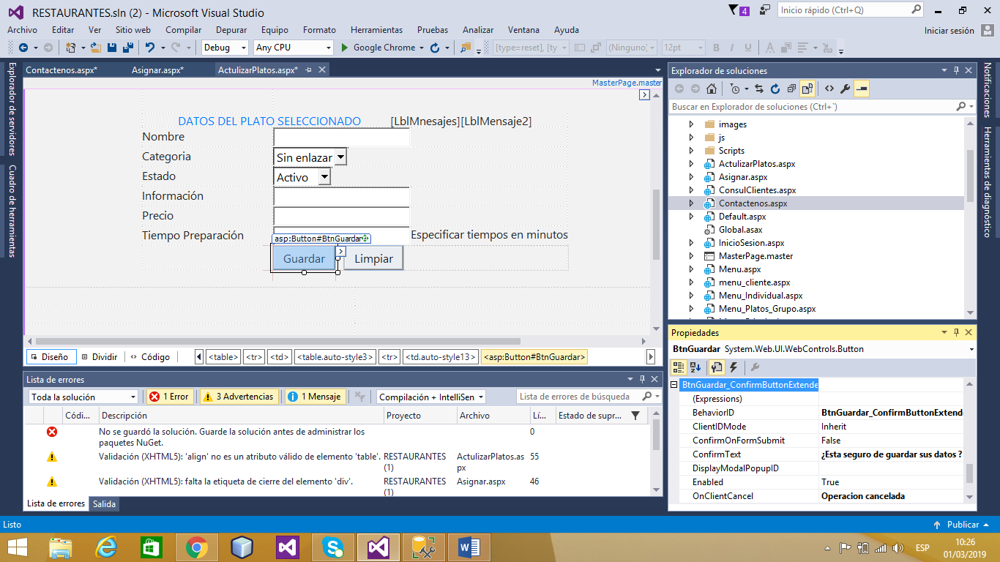 RESTAURANTES.sln (2) - Microsoft Visual Studio
4
Inicio rápido (Ctrl+Q)
Archivo Editar Ver Sitio web Compilar Depurar Equipo Formato Herramientas Pruebas Analizar Ventana Ayuda
Iniciar sesión
Debug Any CPU Google Chrome [type=reset], [ty (Ninguno) 12pt B I U A
Explorador de servidores
Cuadro de herramientas
Contactenos.aspx* Asignar.aspx* ActulizarPlatos.aspx*
MasterPage.master
DATOS DEL PLATO SELECCIONADO [LblMnesajes][LblMensaje2]
Nombre
Categoria Sin enlazar
Estado Activo
Información
Precio
Tiempo Preparación Especificar tiempos en minutos
asp:Button#BtnGuardar
Guardar Limpiar
Diseño Dividir Código <table> <tr> <td> <table.auto-style3> <tr> <td.auto-style13> <asp:Button#BtnGuardar>
Lista de errores
Toda la solución 1 Error 3 Advertencias 1 Mensaje Compilación + IntelliSen Lista de errores de búsqueda
Códi... Descripción Proyecto Archivo Lí... Estado de supr...
No se guardó la solución. Guarde la solución antes de administrar los 0
paquetes NuGet.
Validación (XHTML5): 'align' no es un atributo válido de elemento 'table'. RESTAURANTES ActulizarPlatos.as 55
(1) px
Validación (XHTML5): falta la etiqueta de cierre del elemento 'div'. RESTAURANTES Asignar.aspx 46
(1)
Lista de errores Salida
Explorador de soluciones
Buscar en Explorador de soluciones (Ctrl+´)
images
js
Scripts
ActulizarPlatos.aspx
Asignar.aspx
ConsulClientes.aspx
Contactenos.aspx
Default.aspx
Global.asax
InicioSesion.aspx
MasterPage.master
Menu.aspx
menu_cliente.aspx
Menu_Individual.aspx
Menu_Platos_Grupo.aspx
Propiedades
BtnGuardar System.Web.UI.WebControls.Button
BtnGuardar_ConfirmButtonExtende
(Expressions)
BehaviorID BtnGuardar_ConfirmButtonExtende
ClientIDMode Inherit
ConfirmOnFormSubmit False
ConfirmText ¿Esta seguro de guardar sus datos ?
DisplayModalPopupID
Enabled True
OnClientCancel Operacion cancelada
Notificaciones
Herramientas de diagnóstico
Listo
Publicar
ESP
10:26
01/03/2019